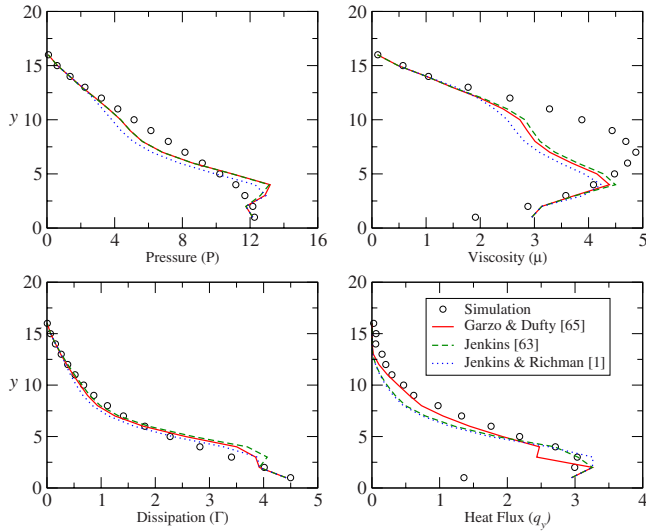 20
15
10
5
0
y
0 4 8 12 16
Pressure (P)
20
15
10
5
0
0 1 2 3 4 5
Viscosity (μ)
20
15
10
5
0
y
0 1 2 3 4 5
Dissipation (Γ)
20
15
10
5
0
0 1 2 3 4
Heat Flux (qy)
Simulation
Garzo & Dufty [65]
Jenkins [63]
Jenkins & Richman [1]